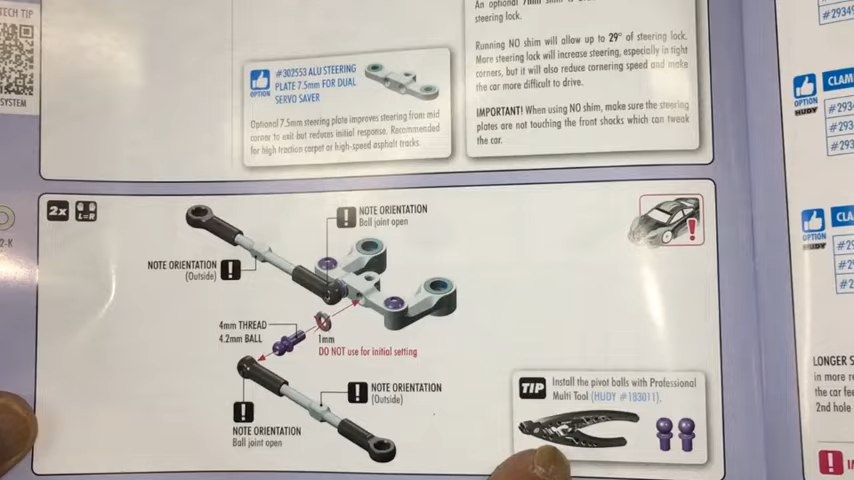 TECH TIP
SYSTEM
An optional
steering lock.
Running NO shim will allow up to 29° of steering lock.
More steering lock will increase steering, especially in tight
corners, but it will also reduce cornering speed and make
the car more difficult to drive.
IMPORTANT! When using NO shim, make sure the steering
plates are not touching the front shocks which can tweak
the car.
OPTION
#302553 ALU STEERING
PLATE 7.5mm FOR DUAL
SERVO SAVER
Optional 7.5mm steering plate improves steering from mid
corner to exit but reduces initial response. Recommended
for high traction carpet or high-speed asphalt tracks.
2x
L=R
NOTE ORIENTATION
Ball joint open
NOTE ORIENTATION
(Outside)
4mm THREAD
4.2mm BALL
1mm
DO NOT use for initial setting
NOTE ORIENTATION
(Outside)
NOTE ORIENTATION
Ball joint open
TIP
Install the pivot balls with Professional
Multi Tool (HUDY #183011).
OPTION
HUDY
CLAM
#293
#293
OPTION
HUDY
LONGER S
in more re
the car fee
2nd hole